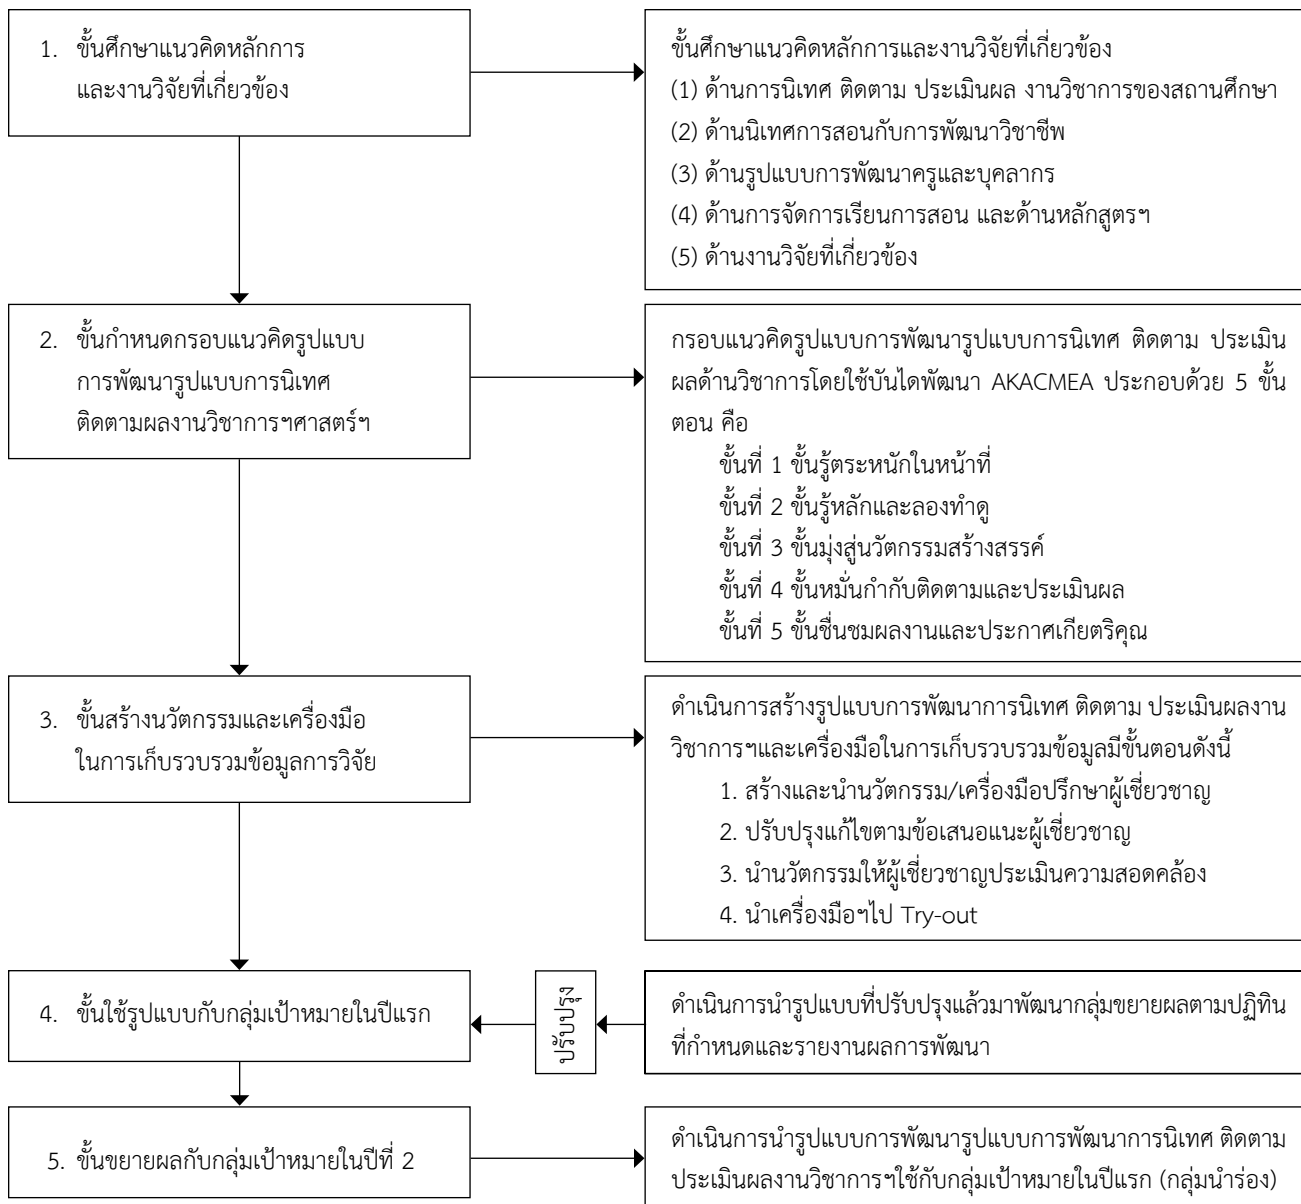 1. ขั้นศึกษาแนวคิดหลักการ
และงานวิจัยที่เกี่ยวข้อง
ขั้นศึกษาแนวคิดหลักการและงานวิจัยที่เกี่ยวข้อง
(1) ด้านการนิเทศ ติดตาม ประเมินผล งานวิชาการของสถานศึกษา
(2) ด้านนิเทศการสอนกับการพัฒนาวิชาชีพ
(3) ด้านรูปแบบการพัฒนาครูและบุคลากร
(4) ด้านการจัดการเรียนการสอน และด้านหลักสูตรฯ
(5) ด้านงานวิจัยที่เกี่ยวข้อง
2. ขั้นกำหนดกรอบแนวคิดรูปแบบ
การพัฒนารูปแบบการนิเทศ
ติดตามผลงานวิชาการฯศาสตร์ฯ
กรอบแนวคิดรูปแบบการพัฒนารูปแบบการนิเทศ ติดตาม ประเมิน
ผลด้านวิชาการโดยใช้บันไดพัฒนา AKACMEA ประกอบด้วย 5 ขั้น
ตอน คือ
ขั้นที่ 1 ขั้นรู้ตระหนักในหน้าที่
ขั้นที่ 2 ขั้นรู้หลักและลองทำดู
ขั้นที่ 3 ขั้นมุ่งสู่นวัตกรรมสร้างสรรค์
ขั้นที่ 4 ขั้นหมั่นกำกับติดตามและประเมินผล
ขั้นที่ 5 ขั้นชื่นชมผลงานและประกาศเกียตริคุณ
3. ขั้นสร้างนวัตกรรมและเครื่องมือ
ในการเก็บรวบรวมข้อมูลการวิจัย
ดำเนินการสร้างรูปแบบการพัฒนาการนิเทศ ติดตาม ประเมินผลงาน
วิชาการฯและเครื่องมือในการเก็บรวบรวมข้อมูลมีขั้นตอนดังนี้
1. สร้างและนำนวัตกรรม/เครื่องมือปรึกษาผู้เชี่ยวชาญ
2. ปรับปรุงแก้ไขตามข้อเสนอแนะผู้เชี่ยวชาญ
3. นำนวัตกรรมให้ผู้เชี่ยวชาญประเมินความสอดคล้อง
4. นำเครื่องมือฯไป Try-out
4. ขั้นใช้รูปแบบกับกลุ่มเป้าหมายในปีแรก
ปรับปรุง
ดำเนินการนำรูปแบบที่ปรับปรุงแล้วมาพัฒนากลุ่มขยายผลตามปฏิทิน
ที่กำหนดและรายงานผลการพัฒนา
5. ขั้นขยายผลกับกลุ่มเป้าหมายในปีที่ 2
ดำเนินการนำรูปแบบการพัฒนารูปแบบการพัฒนาการนิเทศ ติดตาม
ประเมินผลงานวิชาการฯใช้กับกลุ่มเป้าหมายในปีแรก (กลุ่มนำร่อง)